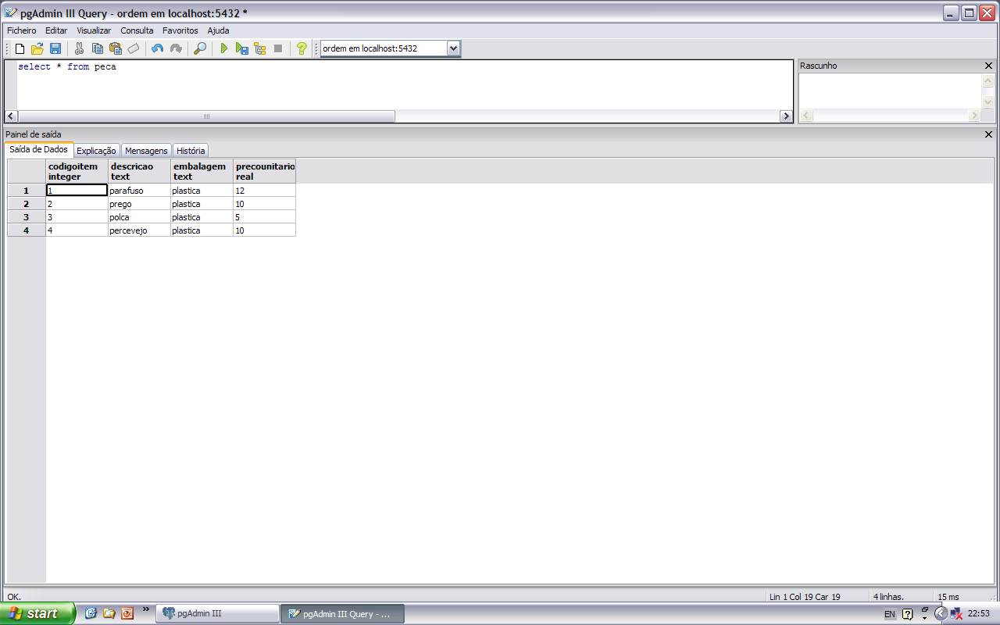 pgAdmin III Query - ordem em localhost:5432 *
Ficheiro Editar Visualizar Consulta Favoritos Ajuda
ordem em localhost:5432
select * from peca
Rascunho
Painel de saída
Saída de Dados Explicação Mensagens História
codigoitem descricao embalagem precounitario
integer text text real
1 1 parafuso plastica 12
2 2 prego plastica 10
3 3 polca plastica 5
4 4 percevejo plastica 10
OK. Lin 1 Col 19 Car 19 4 linhas. 15 ms
start pgAdmin III pgAdmin III Query - ... EN 22:53